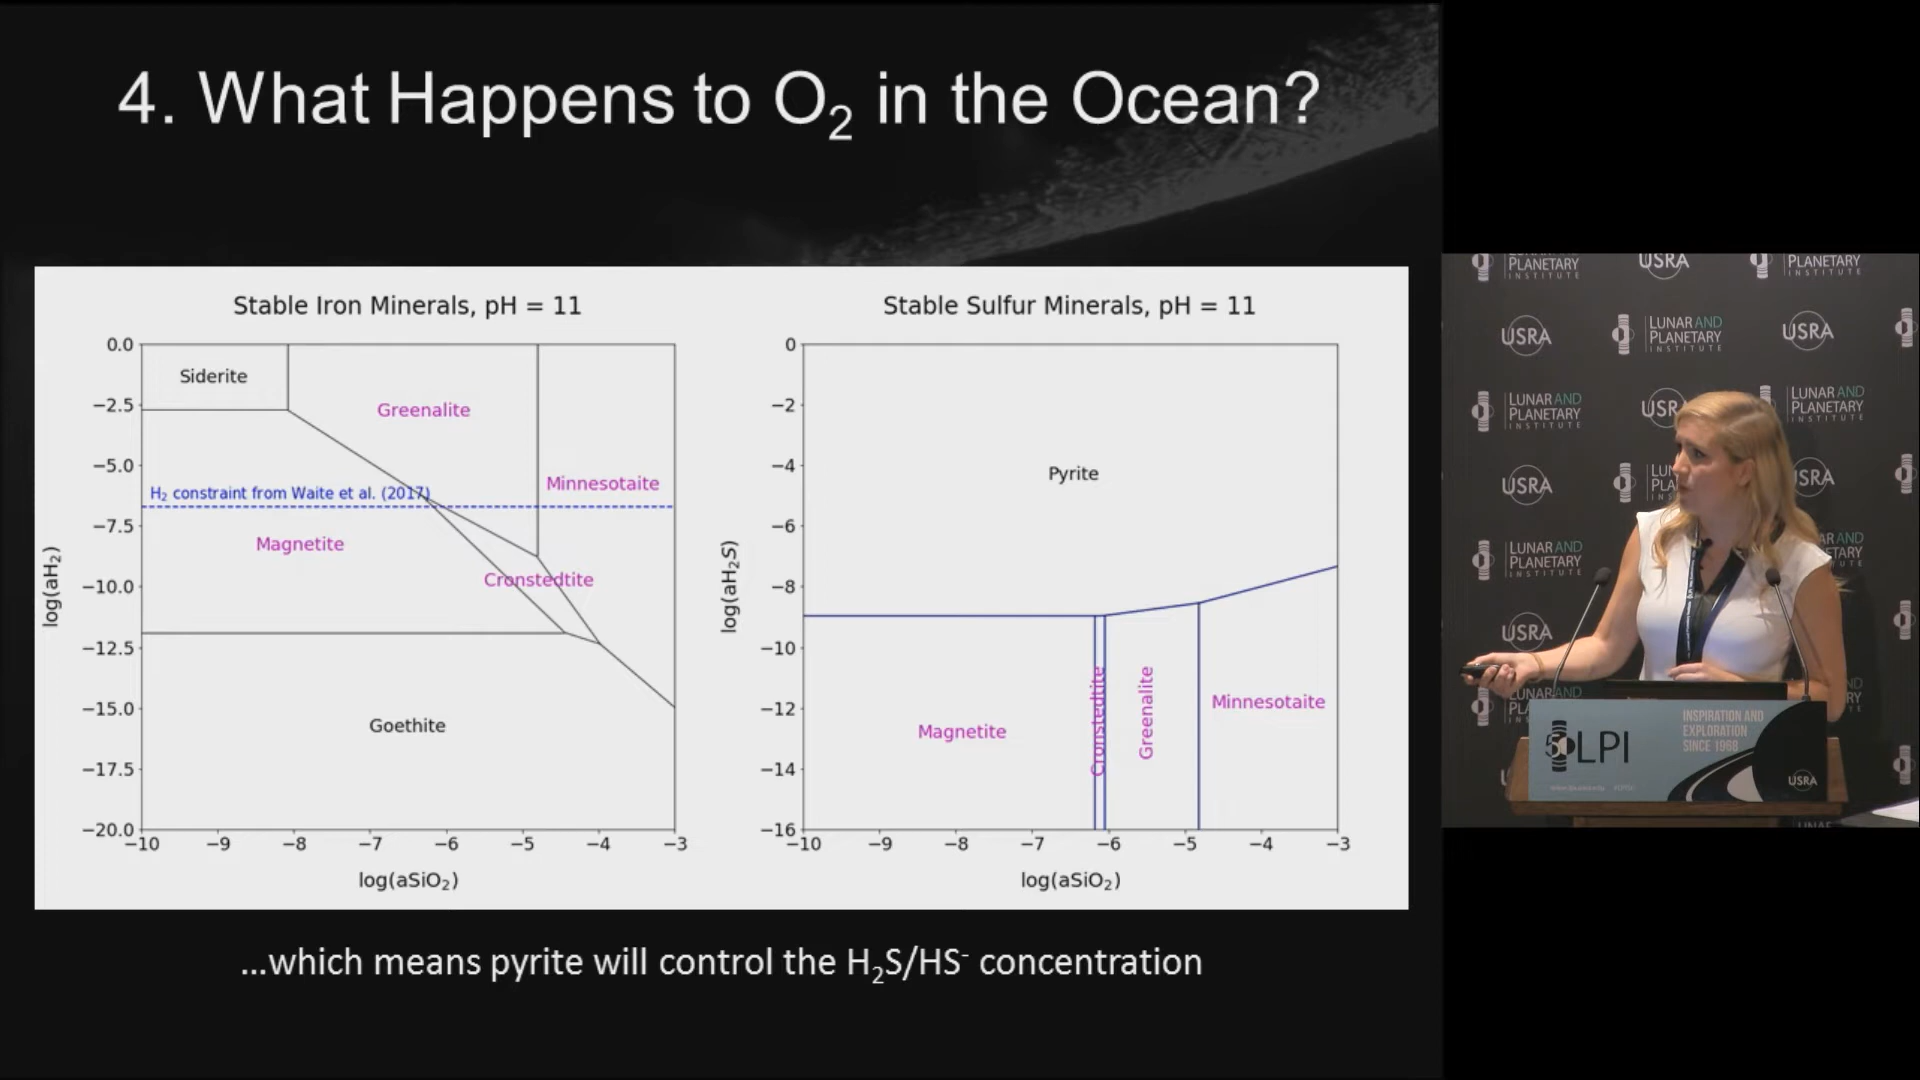 4. What Happens to O₂ in the Ocean?
Stable Iron Minerals, pH = 11
0.0
−2.5
−5.0
−7.5
−10.0
−12.5
−15.0
−17.5
−20.0
log(aH₂)
Siderite
Greenalite
Minnesotaite
H₂ constraint from Waite et al. (2017)
Magnetite
Cronstedtite
Goethite
−10 −9 −8 −7 −6 −5 −4 −3
log(aSiO₂)
Stable Sulfur Minerals, pH = 11
0
−2
−4
−6
−8
−10
−12
−14
−16
log(aH₂S)
Pyrite
Magnetite
Cronstedtite
Greenalite
Minnesotaite
−10 −9 −8 −7 −6 −5 −4 −3
log(aSiO₂)
...which means pyrite will control the H₂S/HS⁻ concentration
PLANETARY
INSTITUTE
USRA
PLANETARY
INSTITUTE
USRA
LUNAR AND
PLANETARY
INSTITUTE
USRA
LUNAR AND
PLANETARY
INSTITUTE
LUNAR AND
PLANETARY
INSTITUTE
USRA
LUNAR AND
PLANETARY
INSTITUTE
USRA
LUNAR AND
PLANETARY
INSTITUTE
USRA
LPI
INSPIRATION AND
EXPLORATION
SINCE 1968
USRA